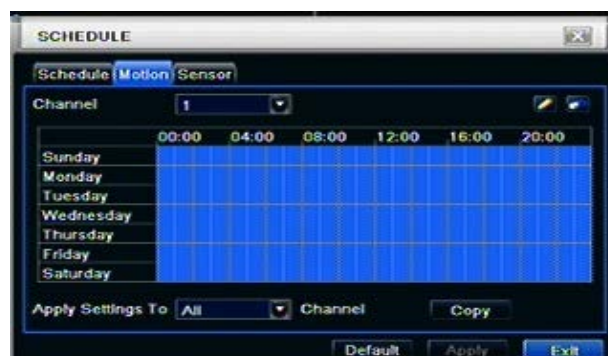 SCHEDULE
Schedule Motion Sensor
Channel 1
00:00 04:00 08:00 12:00 16:00 20:00
Sunday
Monday
Tuesday
Wednesday
Thursday
Friday
Saturday
Apply Settings To All Channel Copy
Default Apply Exit